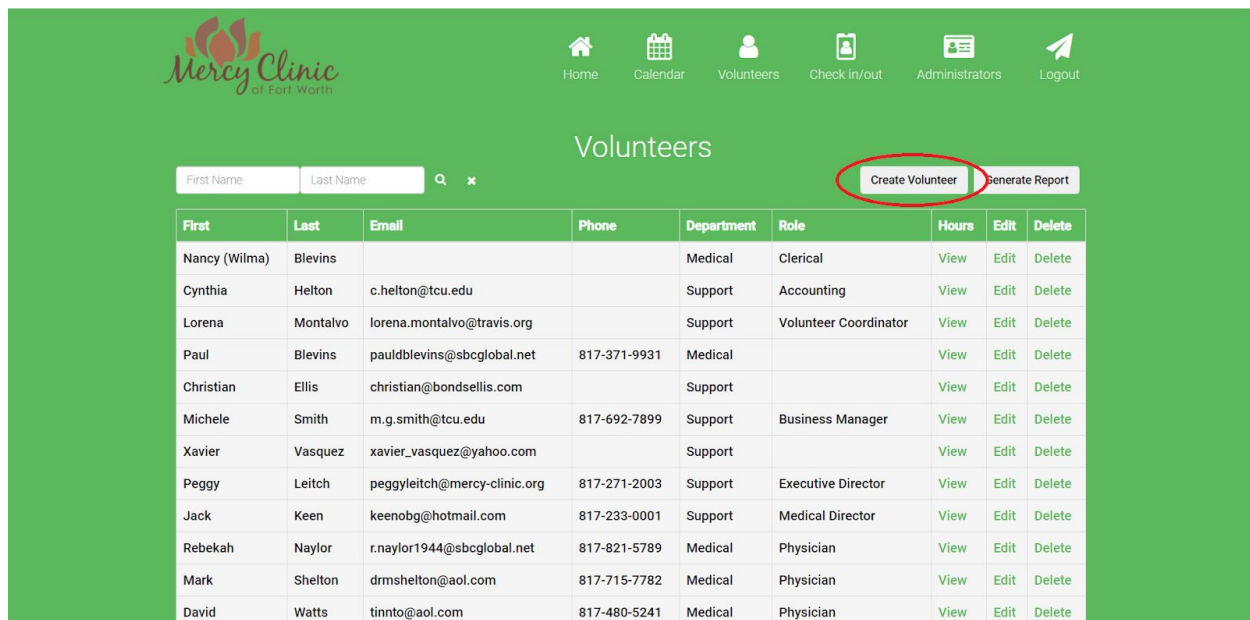 Mercy Clinic
of Fort Worth
Home Calendar Volunteers Check in/out Administrators Logout
Volunteers
First Name Last Name Create Volunteer Generate Report
First Last Email Phone Department Role Hours Edit Delete
Nancy (Wilma) Blevins Medical Clerical View Edit Delete
Cynthia Helton c.helton@tcu.edu Support Accounting View Edit Delete
Lorena Montalvo lorena.montalvo@travis.org Support Volunteer Coordinator View Edit Delete
Paul Blevins pauldblevins@sbcglobal.net 817-371-9931 Medical View Edit Delete
Christian Ellis christian@bondsellis.com Support View Edit Delete
Michele Smith m.g.smith@tcu.edu 817-692-7899 Support Business Manager View Edit Delete
Xavier Vasquez xavier_vasquez@yahoo.com Support View Edit Delete
Peggy Leitch peggyleitch@mercy-clinic.org 817-271-2003 Support Executive Director View Edit Delete
Jack Keen keenobg@hotmail.com 817-233-0001 Support Medical Director View Edit Delete
Rebekah Naylor r.naylor1944@sbcglobal.net 817-821-5789 Medical Physician View Edit Delete
Mark Shelton drmshelton@aol.com 817-715-7782 Medical Physician View Edit Delete
David Watts tinnto@aol.com 817-480-5241 Medical Physician View Edit Delete